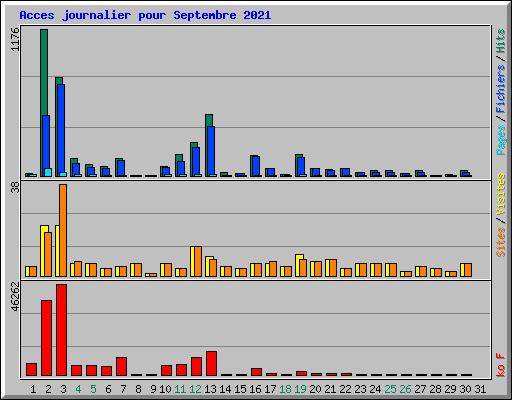 Acces journalier pour Septembre 2021
1176
38
46262
Pages / Fichiers / Hits
Sites / Visites
ko F
1 2 3 4 5 6 7 8 9 10 11 12 13 14 15 16 17 18 19 20 21 22 23 24 25 26 27 28 29 30 31